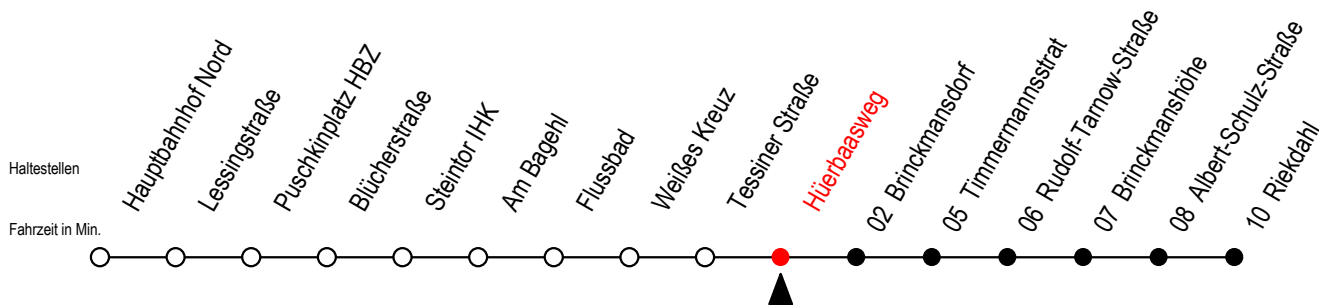 Haltestellen
Fahrzeit in Min.
Hauptbahnhof Nord
Lessingstraße
Puschkinplatz HBZ
Blücherstraße
Steintor IHK
Am Bagehl
Flussbad
Weißes Kreuz
Tessiner Straße
Hüerbaasweg
02 Brinckmansdorf
05 Timmermannsstrat
06 Rudolf-Tarnow-Straße
07 Brinckmanshöhe
08 Albert-Schulz-Straße
10 Riekdahl